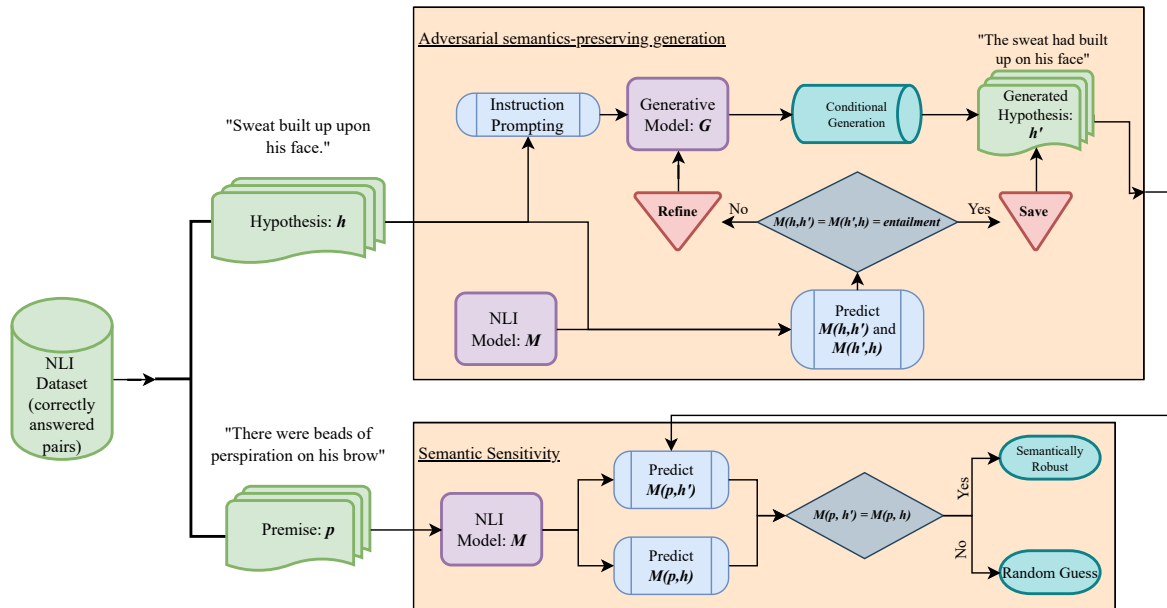 Adversarial semantics-preserving generation
"The sweat had built
up on his face"
Instruction
Prompting
Generative
Model: G
Conditional
Generation
Generated
Hypothesis:
h'
"Sweat built up upon
his face."
Hypothesis: h
Refine
No
M(h,h') = M(h',h) = entailment
Yes
Save
NLI
Model: M
Predict
M(h,h') and
M(h',h)
NLI
Dataset
(correctly
answered
pairs)
"There were beads of
perspiration on his brow"
Premise: p
Semantic Sensitivity
NLI
Model: M
Predict
M(p,h')
Predict
M(p,h)
M(p, h') = M(p, h)
Yes
No
Semantically
Robust
Random Guess